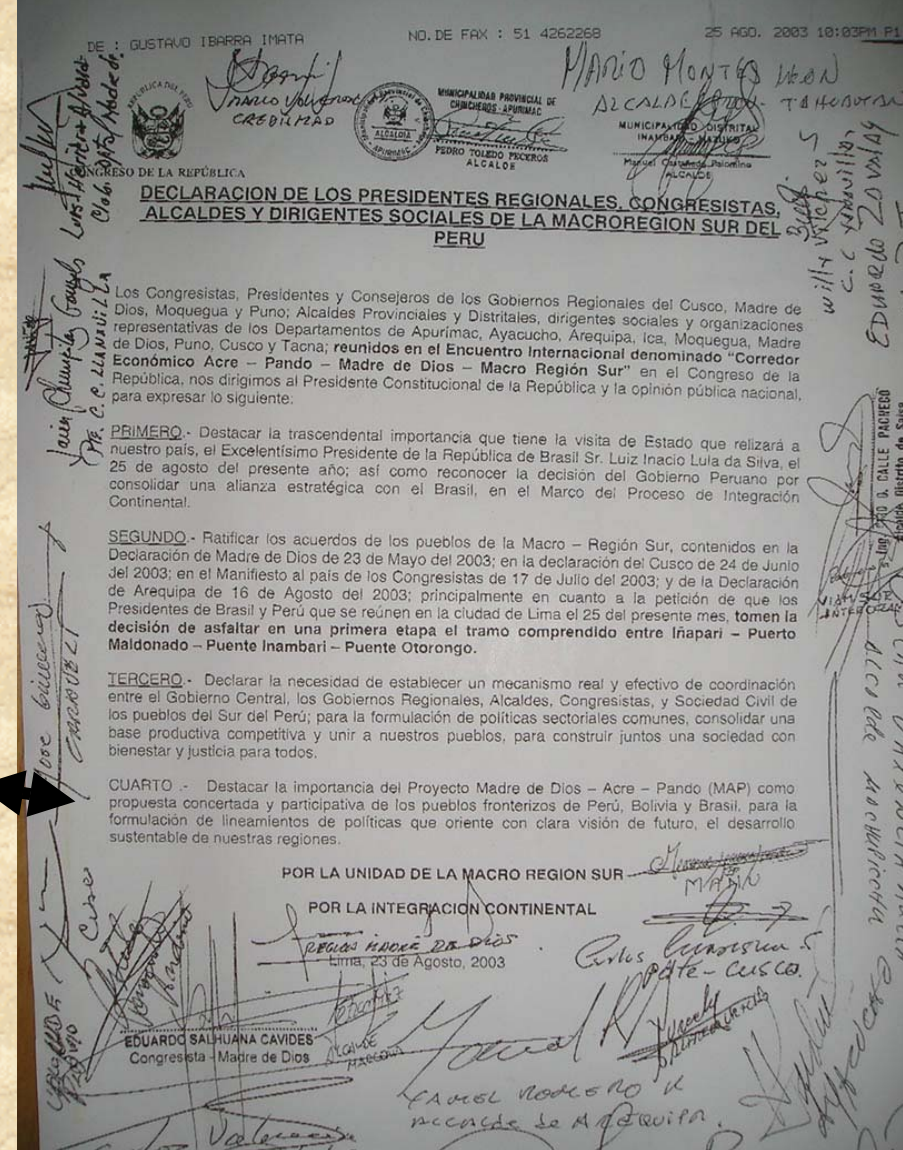 DE : GUSTAVO IBARRA IMATA NO. DE FAX : 51 4262268 25 AGO. 2003 10:03PM P1
MARIO MONTES
ALCALDE
MUNICIPALIDAD PROVINCIAL DE
CHINCHEROS - APURIMAC
PEDRO TOLEDO PECEROS
ALCALDE
MUNICIPALIDAD DISTRITAL
INAMBARI - MAZUKO
Manuel Castañeda Palomino
ALCALDE
CONGRESO DE LA REPÚBLICA
DECLARACION DE LOS PRESIDENTES REGIONALES, CONGRESISTAS,
ALCALDES Y DIRIGENTES SOCIALES DE LA MACROREGION SUR DEL
PERU
Los Congresistas, Presidentes y Consejeros de los Gobiernos Regionales del Cusco, Madre de
Dios, Moquegua y Puno; Alcaldes Provinciales y Distritales, dirigentes sociales y organizaciones
representativas de los Departamentos de Apurímac, Ayacucho, Arequipa, Ica, Moquegua, Madre
de Dios, Puno, Cusco y Tacna; reunidos en el Encuentro Internacional denominado "Corredor
Económico Acre – Pando – Madre de Dios – Macro Región Sur" en el Congreso de la
República, nos dirigimos al Presidente Constitucional de la República y la opinión pública nacional,
para expresar lo siguiente:
PRIMERO.- Destacar la trascendental importancia que tiene la visita de Estado que relizará a
nuestro país, el Excelentísimo Presidente de la República de Brasil Sr. Luiz Inacio Lula da Silva, el
25 de agosto del presente año; así como reconocer la decisión del Gobierno Peruano por
consolidar una alianza estratégica con el Brasil, en el Marco del Proceso de Integración
Continental.
SEGUNDO.- Ratificar los acuerdos de los pueblos de la Macro – Región Sur, contenidos en la
Declaración de Madre de Dios de 23 de Mayo del 2003; en la declaración del Cusco de 24 de Junio
del 2003; en el Manifiesto al país de los Congresistas de 17 de Julio del 2003; y de la Declaración
de Arequipa de 16 de Agosto del 2003; principalmente en cuanto a la petición de que los
Presidentes de Brasil y Perú que se reúnen en la ciudad de Lima el 25 del presente mes, tomen la
decisión de asfaltar en una primera etapa el tramo comprendido entre Iñapari – Puerto
Maldonado – Puente Inambari – Puente Otorongo.
TERCERO.- Declarar la necesidad de establecer un mecanismo real y efectivo de coordinación
entre el Gobierno Central, los Gobiernos Regionales, Alcaldes, Congresistas, y Sociedad Civil de
los pueblos del Sur del Perú; para la formulación de políticas sectoriales comunes, consolidar una
base productiva competitiva y unir a nuestros pueblos, para construir juntos una sociedad con
bienestar y justicia para todos.
CUARTO .- Destacar la importancia del Proyecto Madre de Dios – Acre – Pando (MAP) como
propuesta concertada y participativa de los pueblos fronterizos de Perú, Bolivia y Brasil, para la
formulación de lineamientos de políticas que oriente con clara visión de futuro, el desarrollo
sustentable de nuestras regiones.
POR LA UNIDAD DE LA MACRO REGION SUR
POR LA INTEGRACION CONTINENTAL
REGION MADRE DE DIOS
Lima, 23 de Agosto, 2003
Carlos
Pdte - CUSCO.
EDUARDO SALHUANA CAVIDES
Congresista - Madre de Dios
YAMEL ROMERO
Alcalde de AREQUIPA.
EDUARDO
CALLE PACHECO